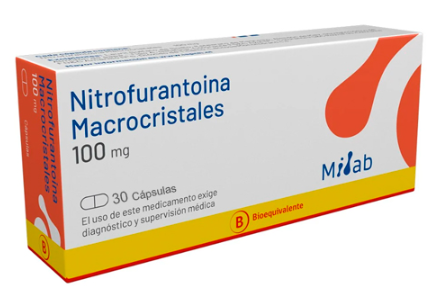 Nitrofurantoina
Macrocristales
100 mg
30 Cápsulas
El uso de este medicamento exige
diagnóstico y supervisión médica
B Bioequivalente
Milab
Nitrofurantoina
Macrocristales
100 mg
Cápsulas
B